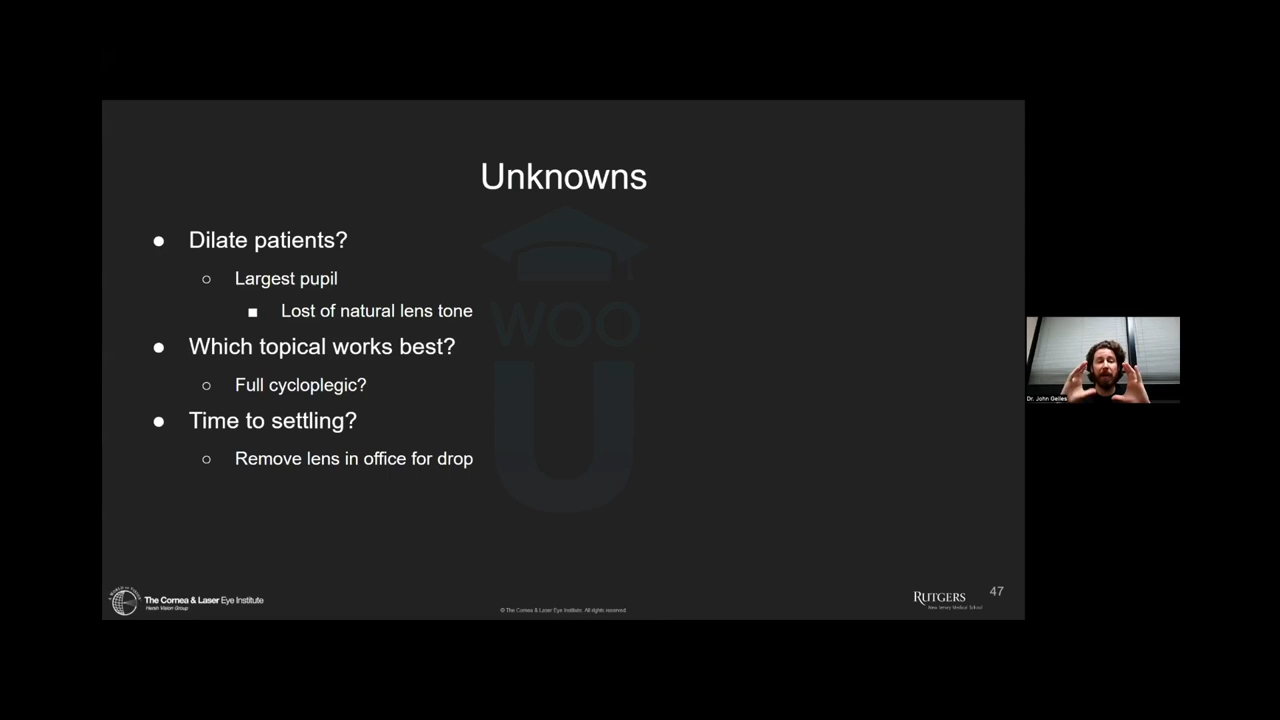 Unknowns
● Dilate patients?
○ Largest pupil
■ Lost of natural lens tone
● Which topical works best?
○ Full cycloplegic?
● Time to settling?
○ Remove lens in office for drop
WOO
U
Dr. John Gelles
The Cornea & Laser Eye Institute
Hersh Vision Group
© The Cornea & Laser Eye Institute. All rights reserved
RUTGERS
New Jersey Medical School
47